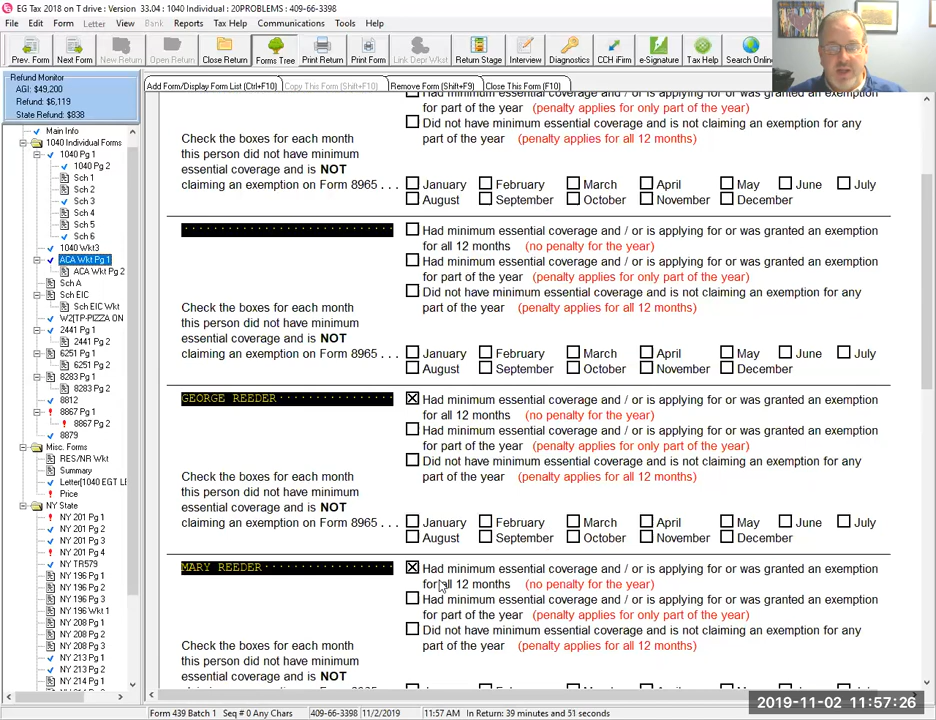 EG Tax 2018 on T drive : Version : 33.04 : 1040 Individual : 20PROBLEMS : 409-66-3398
File Edit Form Letter View Bank Reports Tax Help Communications Tools Help
Prev. Form Next Form New Return Open Return Close Return Forms Tree Print Return Print Form Link Dept Wkst Return Stage Interview Diagnostics CCH iFirm e-Signature Tax Help Search Online
Refund Monitor
AGI: $49,200
Refund: $6,119
State Refund: $838
Add Form/Display Form List (Ctrl+F10) Copy This Form (Shift+F10) Remove Form (Shift+F9) Close This Form (F10)
Main Info
1040 Individual Forms
1040 Pg 1
1040 Pg 2
Sch 1
Sch 2
Sch 3
Sch 4
Sch 5
Sch 6
1040 Wkt3
ACA Wkt Pg 1
ACA Wkt Pg 2
Sch A
Sch EIC
Sch EIC Wkt
W2[TP-PIZZA ON
2441 Pg 1
2441 Pg 2
6251 Pg 1
6251 Pg 2
8283 Pg 1
8283 Pg 2
8812
8867 Pg 1
8867 Pg 2
8879
Misc. Forms
RES/NR Wkt
Summary
Letter[1040 EGT LE
Price
NY State
NY 201 Pg 1
NY 201 Pg 2
NY 201 Pg 3
NY 201 Pg 4
NY TR579
NY 196 Pg 1
NY 196 Pg 2
NY 196 Pg 3
NY 196 Wkt 1
NY 208 Pg 1
NY 208 Pg 2
NY 208 Pg 3
NY 213 Pg 1
NY 213 Pg 2
NY 214 Pg 1
Had minimum essential coverage and / or is applying for or was granted an exemption
for part of the year (penalty applies for only part of the year)
Did not have minimum essential coverage and is not claiming an exemption for any
part of the year (penalty applies for all 12 months)
Check the boxes for each month
this person did not have minimum
essential coverage and is NOT
claiming an exemption on Form 8965 . . .
January February March April May June July
August September October November December
Had minimum essential coverage and / or is applying for or was granted an exemption
for all 12 months (no penalty for the year)
Had minimum essential coverage and / or is applying for or was granted an exemption
for part of the year (penalty applies for only part of the year)
Did not have minimum essential coverage and is not claiming an exemption for any
part of the year (penalty applies for all 12 months)
Check the boxes for each month
this person did not have minimum
essential coverage and is NOT
claiming an exemption on Form 8965 . . .
January February March April May June July
August September October November December
GEORGE REEDER
Had minimum essential coverage and / or is applying for or was granted an exemption
for all 12 months (no penalty for the year)
Had minimum essential coverage and / or is applying for or was granted an exemption
for part of the year (penalty applies for only part of the year)
Did not have minimum essential coverage and is not claiming an exemption for any
part of the year (penalty applies for all 12 months)
Check the boxes for each month
this person did not have minimum
essential coverage and is NOT
claiming an exemption on Form 8965 . . .
January February March April May June July
August September October November December
MARY REEDER
Had minimum essential coverage and / or is applying for or was granted an exemption
for all 12 months (no penalty for the year)
Had minimum essential coverage and / or is applying for or was granted an exemption
for part of the year (penalty applies for only part of the year)
Did not have minimum essential coverage and is not claiming an exemption for any
part of the year (penalty applies for all 12 months)
Check the boxes for each month
this person did not have minimum
essential coverage and is NOT
Form 439 Batch 1 Seq # 0 Any Chars 409-66-3398 11/2/2019 11:57 AM In Return: 39 minutes and 51 seconds
2019-11-02 11:57:26